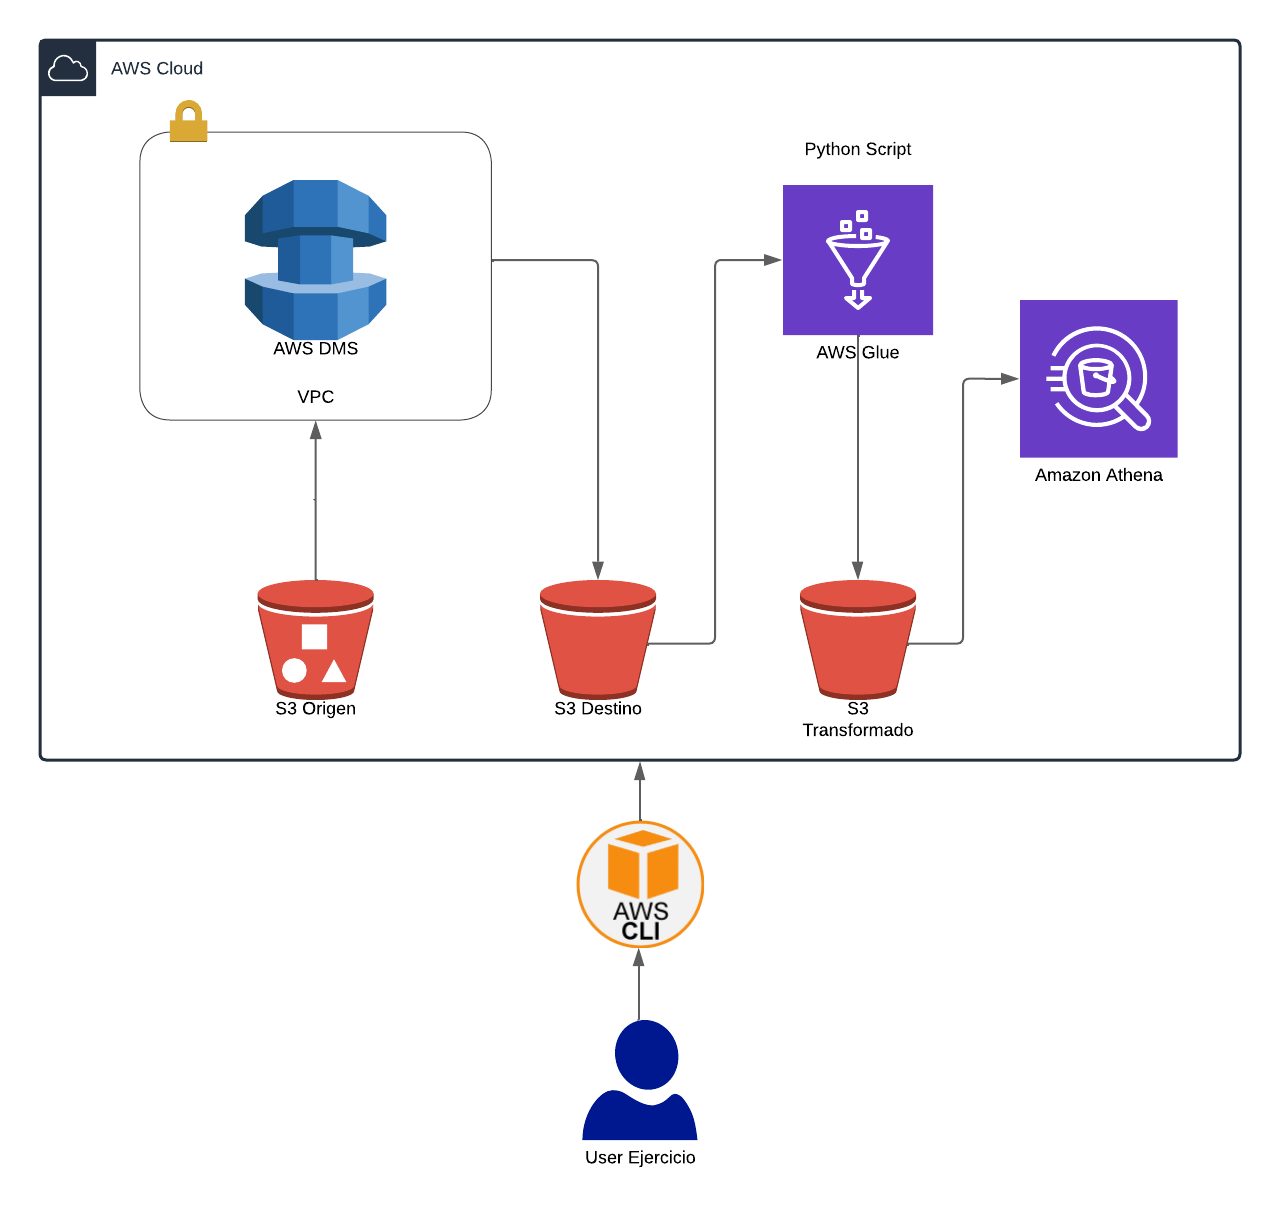 AWS Cloud
Python Script
AWS DMS
VPC
AWS Glue
Amazon Athena
S3 Origen
S3 Destino
S3
Transformado
AWS
CLI
User Ejercicio